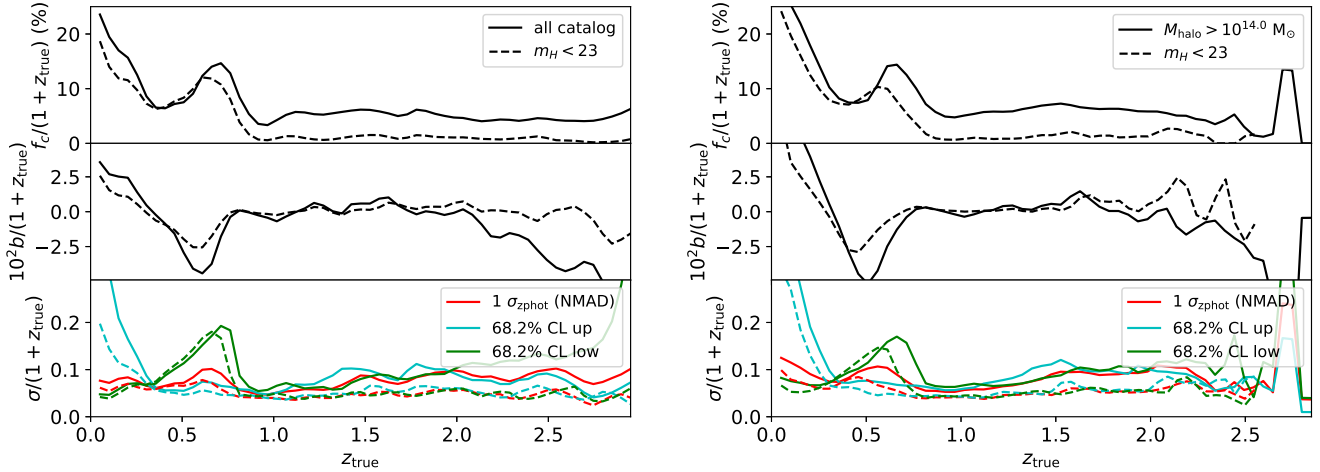 f_c/(1 + z_true) (%)
20
10
0
all catalog
m_H < 23
10²b/(1 + z_true)
2.5
0.0
−2.5
σ/(1 + z_true)
0.2
0.1
0.0
1 σ_zphot (NMAD)
68.2% CL up
68.2% CL low
0.0 0.5 1.0 1.5 2.0 2.5
z_true
f_c/(1 + z_true) (%)
20
10
0
M_halo > 10^14.0 M_⊙
m_H < 23
10²b/(1 + z_true)
2.5
0.0
−2.5
σ/(1 + z_true)
0.2
0.1
0.0
1 σ_zphot (NMAD)
68.2% CL up
68.2% CL low
0.0 0.5 1.0 1.5 2.0 2.5
z_true